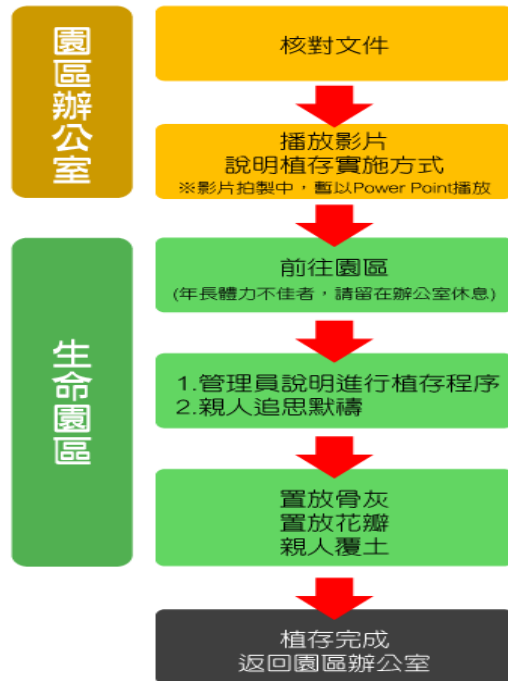 園區辦公室
核對文件
播放影片
說明植存實施方式
※影片拍製中，暫以Power Point播放
生命園區
前往園區
(年長體力不佳者，請留在辦公室休息)
1.管理員說明進行植存程序
2.親人追思默禱
置放骨灰
置放花瓣
親人覆土
植存完成
返回園區辦公室